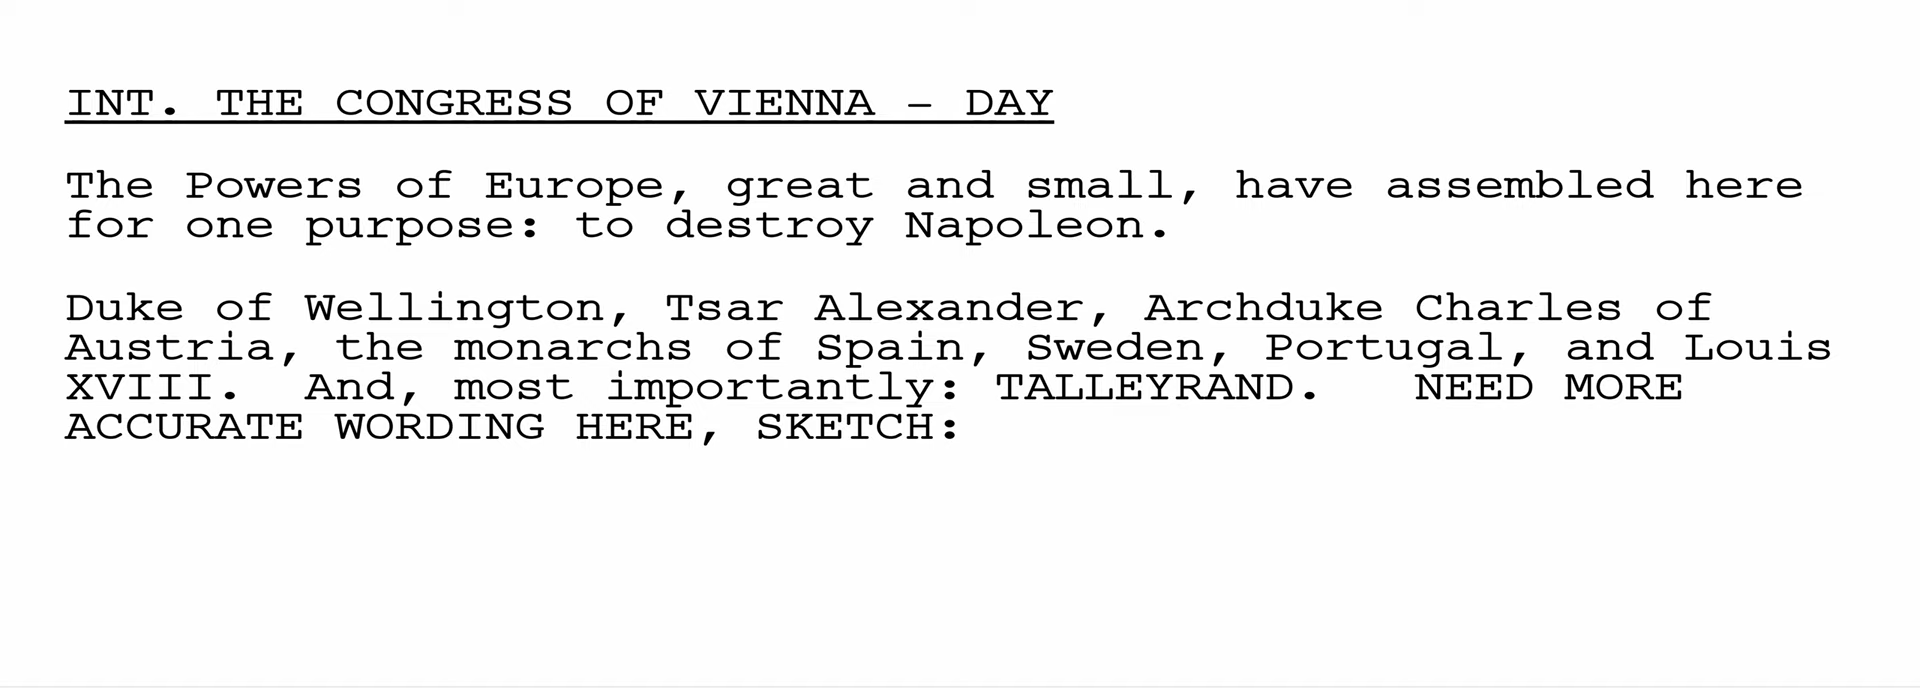 INT. THE CONGRESS OF VIENNA – DAY
The Powers of Europe, great and small, have assembled here
for one purpose: to destroy Napoleon.
Duke of Wellington, Tsar Alexander, Archduke Charles of
Austria, the monarchs of Spain, Sweden, Portugal, and Louis
XVIII.  And, most importantly: TALLEYRAND.   NEED MORE
ACCURATE WORDING HERE, SKETCH: